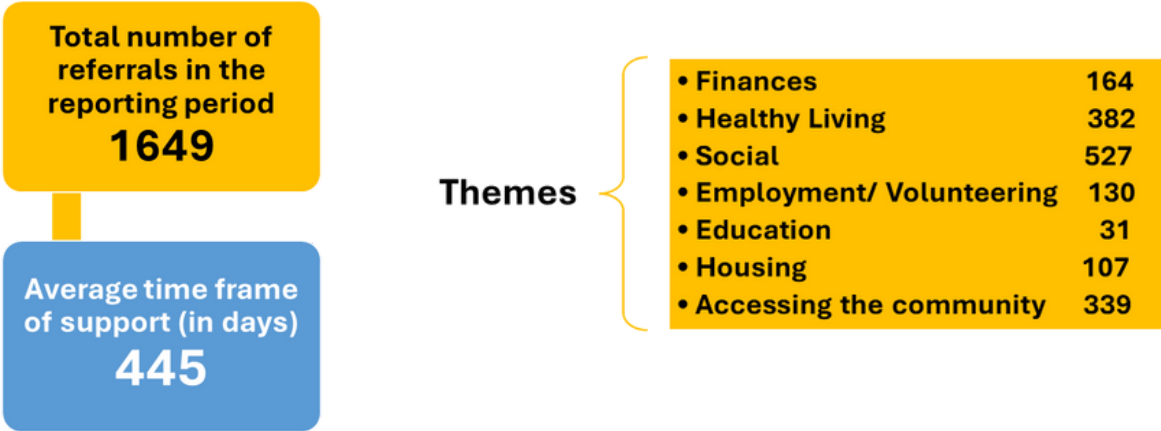 Total number of
referrals in the
reporting period
1649
Average time frame
of support (in days)
445
Themes
• Finances 164
• Healthy Living 382
• Social 527
• Employment/ Volunteering 130
• Education 31
• Housing 107
• Accessing the community 339